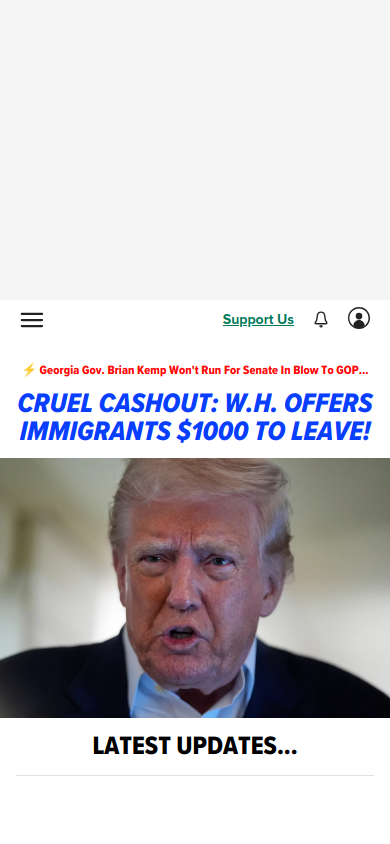 Support Us
⚡ Georgia Gov. Brian Kemp Won't Run For Senate In Blow To GOP...
CRUEL CASHOUT: W.H. OFFERS
IMMIGRANTS $1000 TO LEAVE!
LATEST UPDATES...